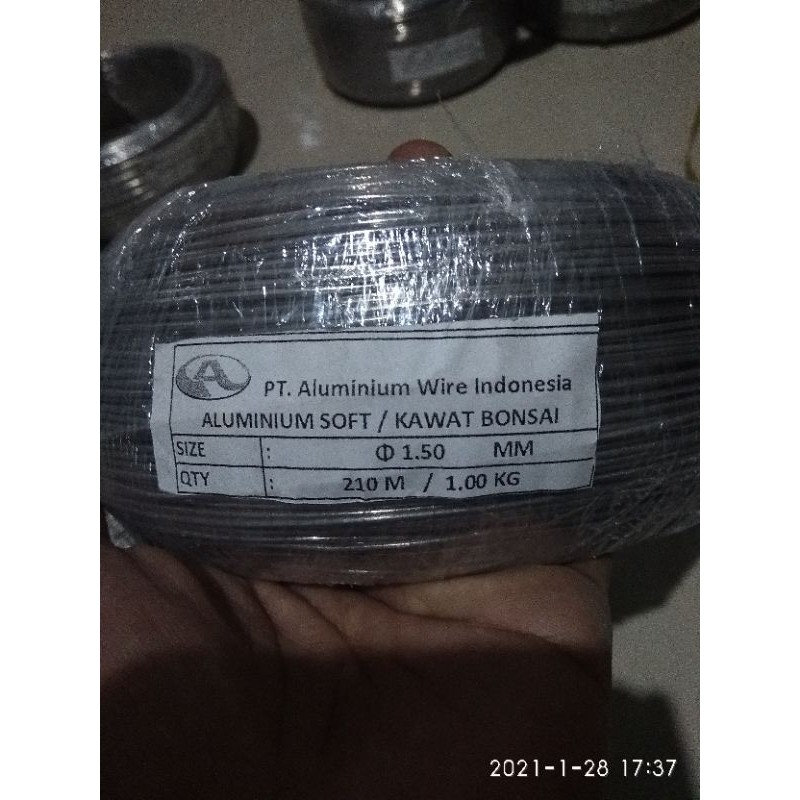 A
PT. Aluminium Wire Indonesia
ALUMINIUM SOFT / KAWAT BONSAI
SIZE : Φ 1.50 MM
QTY : 210 M / 1.00 KG
2021-1-28 17:37